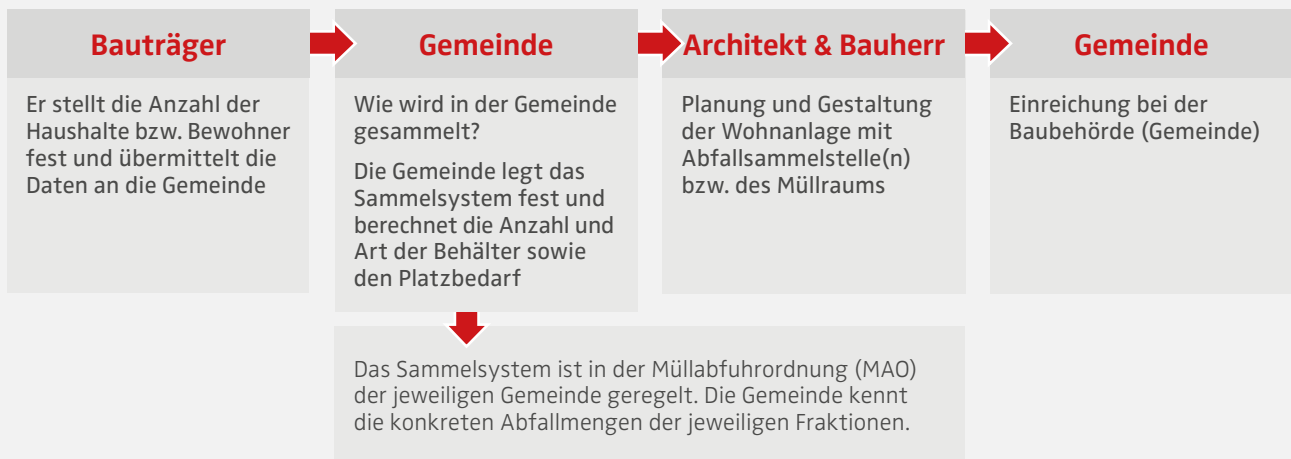 Bauträger
Er stellt die Anzahl der
Haushalte bzw. Bewohner
fest und übermittelt die
Daten an die Gemeinde
Gemeinde
Wie wird in der Gemeinde
gesammelt?
Die Gemeinde legt das
Sammelsystem fest und
berechnet die Anzahl und
Art der Behälter sowie
den Platzbedarf
Architekt & Bauherr
Planung und Gestaltung
der Wohnanlage mit
Abfallsammelstelle(n)
bzw. des Müllraums
Gemeinde
Einreichung bei der
Baubehörde (Gemeinde)
Das Sammelsystem ist in der Müllabfuhrordnung (MAO)
der jeweiligen Gemeinde geregelt. Die Gemeinde kennt
die konkreten Abfallmengen der jeweiligen Fraktionen.